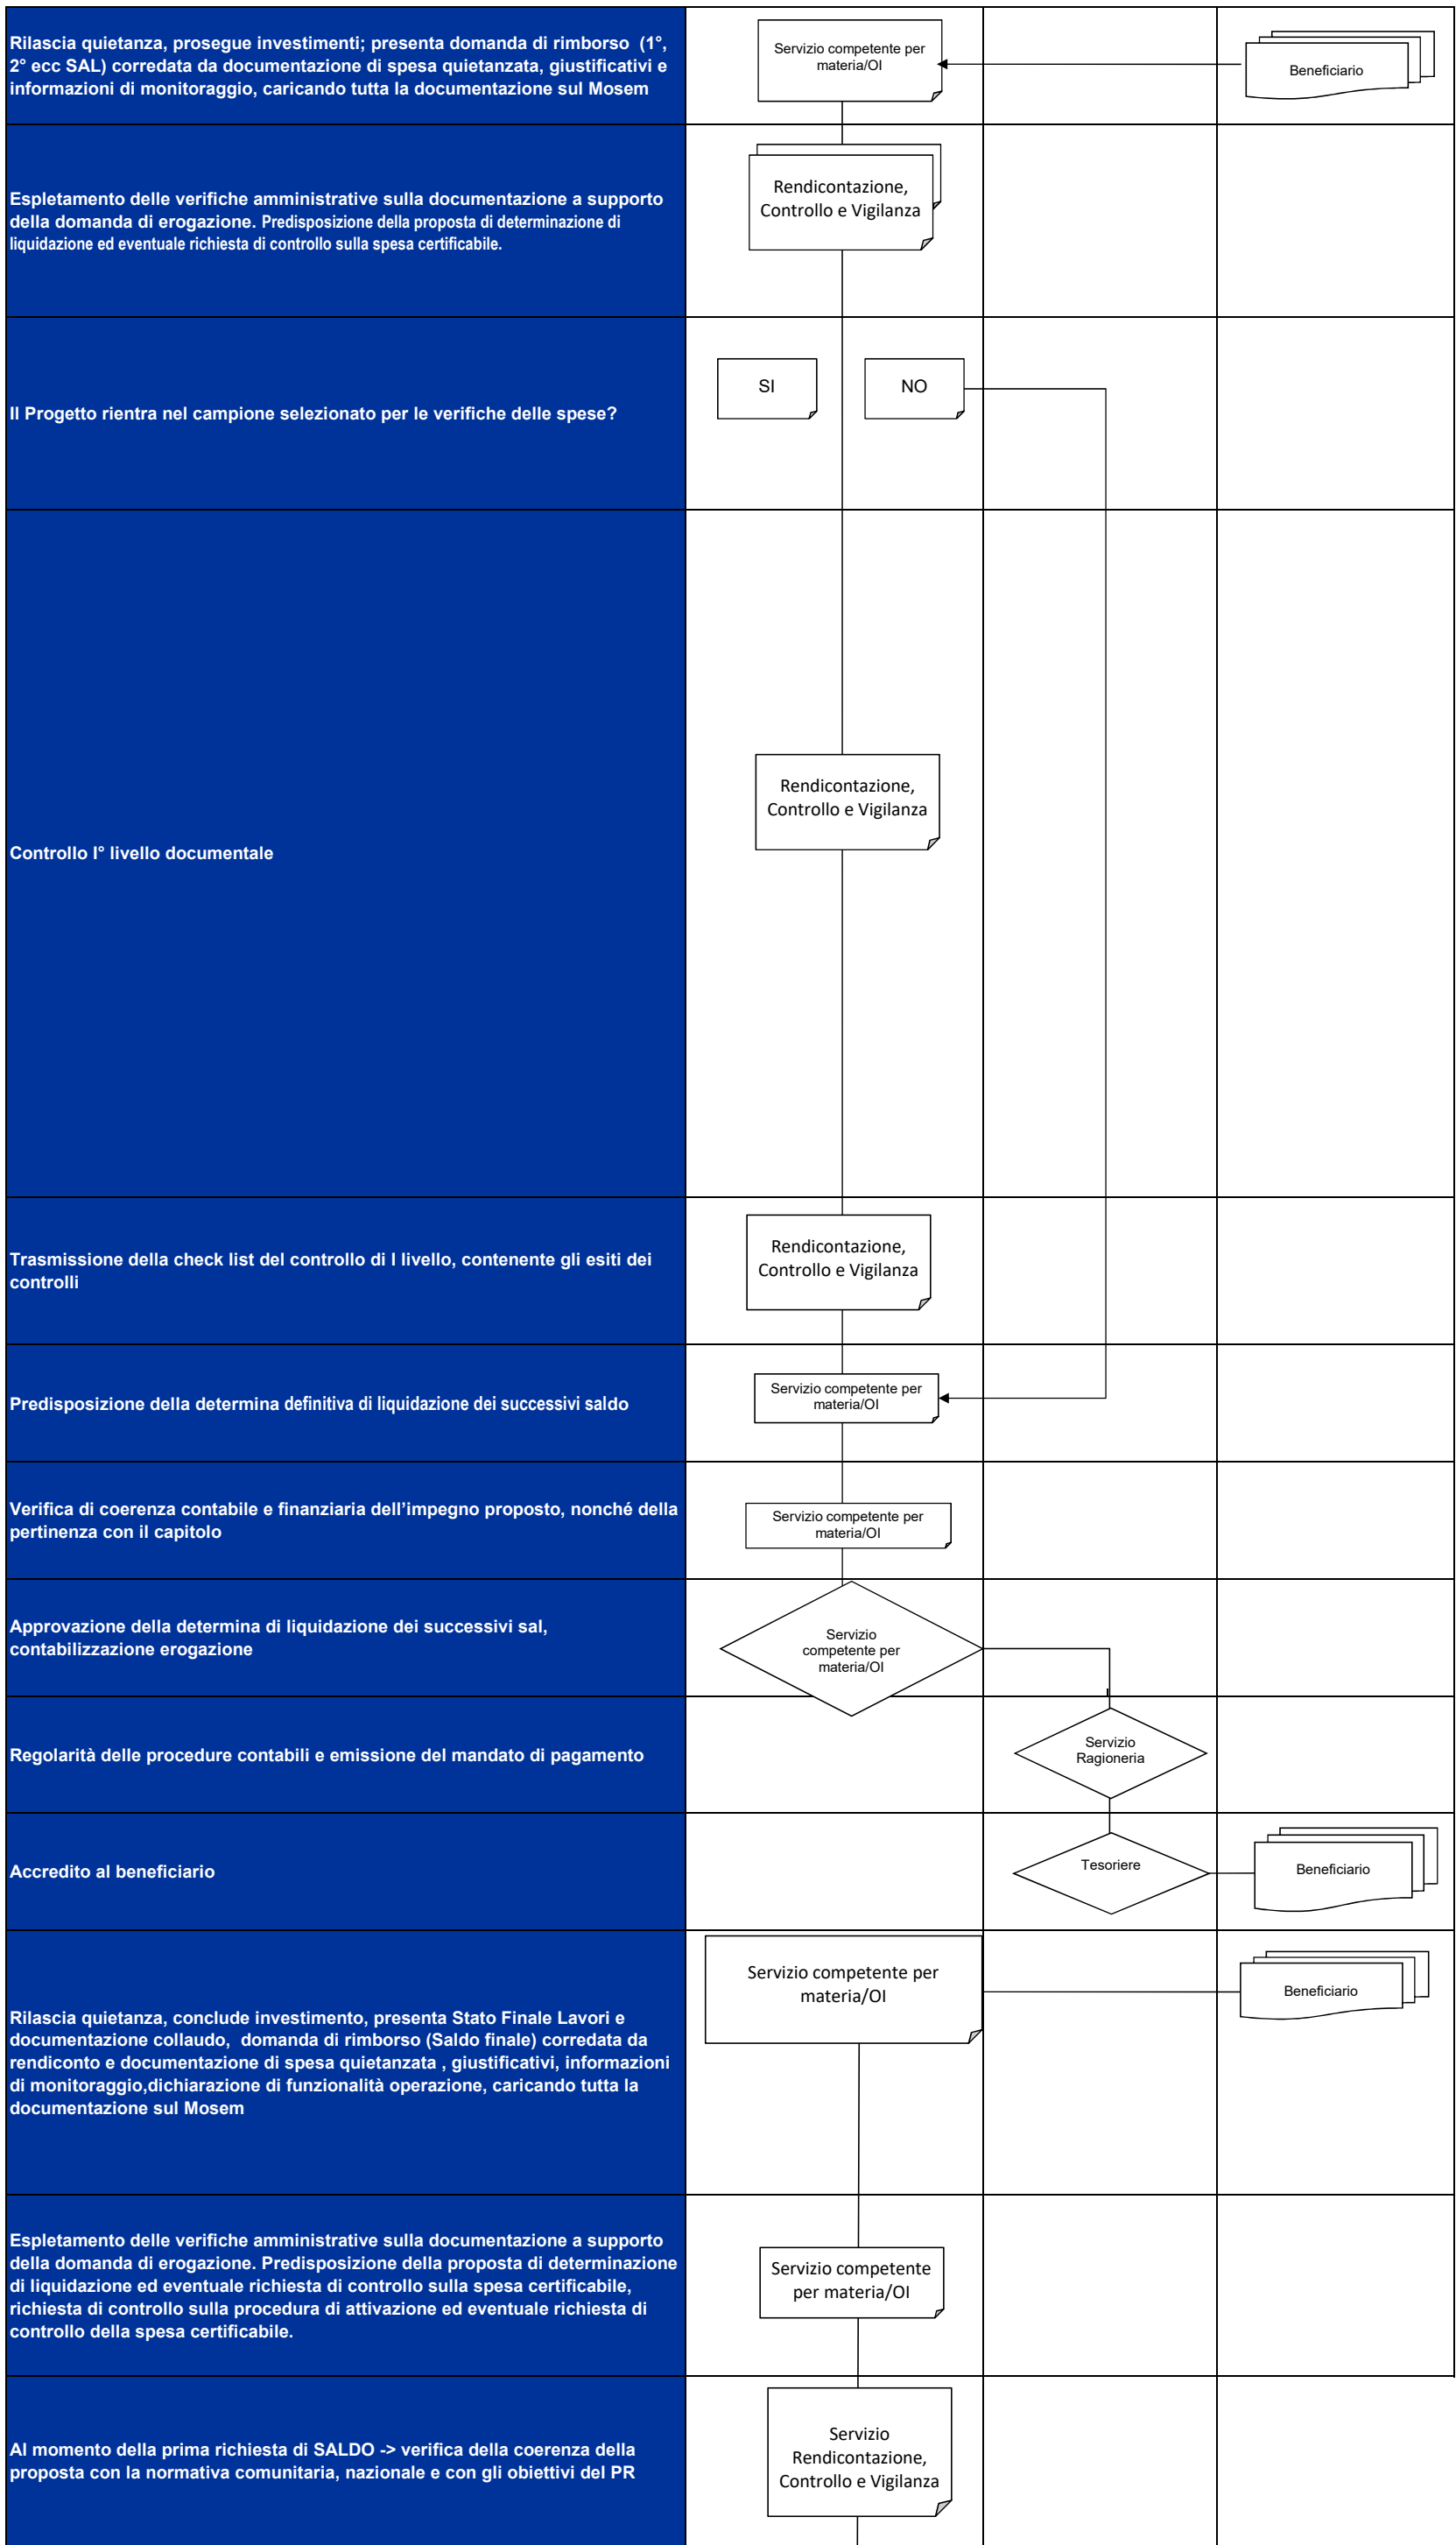 Rilascia quietanza, prosegue investimenti; presenta domanda di rimborso (1°,
2° ecc SAL) corredata da documentazione di spesa quietanzata, giustificativi e
informazioni di monitoraggio, caricando tutta la documentazione sul Mosem
Servizio competente per
materia/OI
Beneficiario
Espletamento delle verifiche amministrative sulla documentazione a supporto
della domanda di erogazione. Predisposizione della proposta di determinazione di
liquidazione ed eventuale richiesta di controllo sulla spesa certificabile.
Rendicontazione,
Controllo e Vigilanza
Il Progetto rientra nel campione selezionato per le verifiche delle spese?
SI
NO
Controllo I° livello documentale
Rendicontazione,
Controllo e Vigilanza
Trasmissione della check list del controllo di I livello, contenente gli esiti dei
controlli
Rendicontazione,
Controllo e Vigilanza
Predisposizione della determina definitiva di liquidazione dei successivi saldo
Servizio competente per
materia/OI
Verifica di coerenza contabile e finanziaria dell’impegno proposto, nonché della
pertinenza con il capitolo
Servizio competente per
materia/OI
Approvazione della determina di liquidazione dei successivi sal,
contabilizzazione erogazione
Servizio
competente per
materia/OI
Regolarità delle procedure contabili e emissione del mandato di pagamento
Servizio
Ragioneria
Accredito al beneficiario
Tesoriere
Beneficiario
Rilascia quietanza, conclude investimento, presenta Stato Finale Lavori e
documentazione collaudo, domanda di rimborso (Saldo finale) corredata da
rendiconto e documentazione di spesa quietanzata , giustificativi, informazioni
di monitoraggio,dichiarazione di funzionalità operazione, caricando tutta la
documentazione sul Mosem
Servizio competente per
materia/OI
Beneficiario
Espletamento delle verifiche amministrative sulla documentazione a supporto
della domanda di erogazione. Predisposizione della proposta di determinazione
di liquidazione ed eventuale richiesta di controllo sulla spesa certificabile,
richiesta di controllo sulla procedura di attivazione ed eventuale richiesta di
controllo della spesa certificabile.
Servizio competente
per materia/OI
Al momento della prima richiesta di SALDO -> verifica della coerenza della
proposta con la normativa comunitaria, nazionale e con gli obiettivi del PR
Servizio
Rendicontazione,
Controllo e Vigilanza